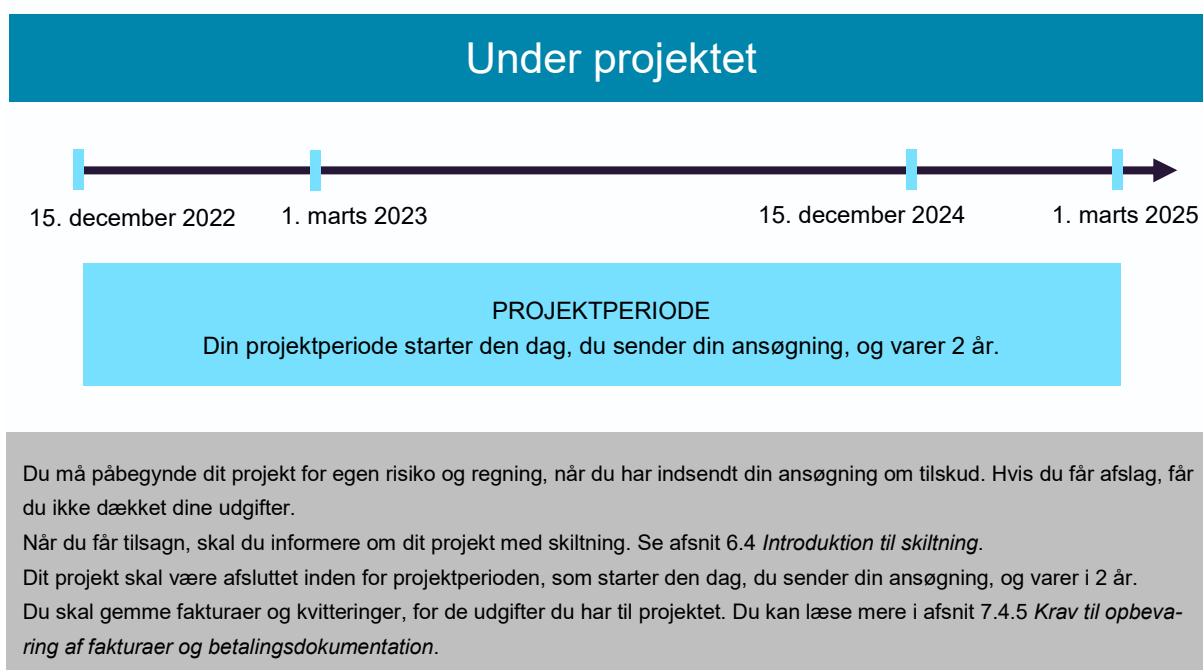 Under projektet
15. december 2022
1. marts 2023
15. december 2024
1. marts 2025
PROJEKTPERIODE
Din projektperiode starter den dag, du sender din ansøgning, og varer 2 år.
Du må påbegynde dit projekt for egen risiko og regning, når du har indsendt din ansøgning om tilskud. Hvis du får afslag, får
du ikke dækket dine udgifter.
Når du får tilsagn, skal du informere om dit projekt med skiltning. Se afsnit 6.4 Introduktion til skiltning.
Dit projekt skal være afsluttet inden for projektperioden, som starter den dag, du sender din ansøgning, og varer i 2 år.
Du skal gemme fakturaer og kvitteringer, for de udgifter du har til projektet. Du kan læse mere i afsnit 7.4.5 Krav til opbeva-
ring af fakturaer og betalingsdokumentation.